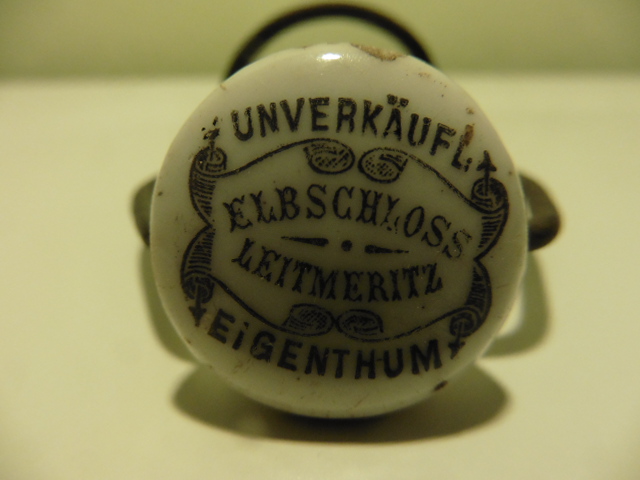 UNVERKÄUFL
ELBSCHLOSS
LEITMERITZ
EiGENTHUM